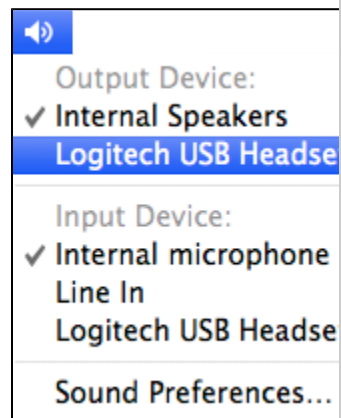 Output Device:
✓ Internal Speakers
Logitech USB Headse
Input Device:
✓ Internal microphone
Line In
Logitech USB Headse
Sound Preferences...